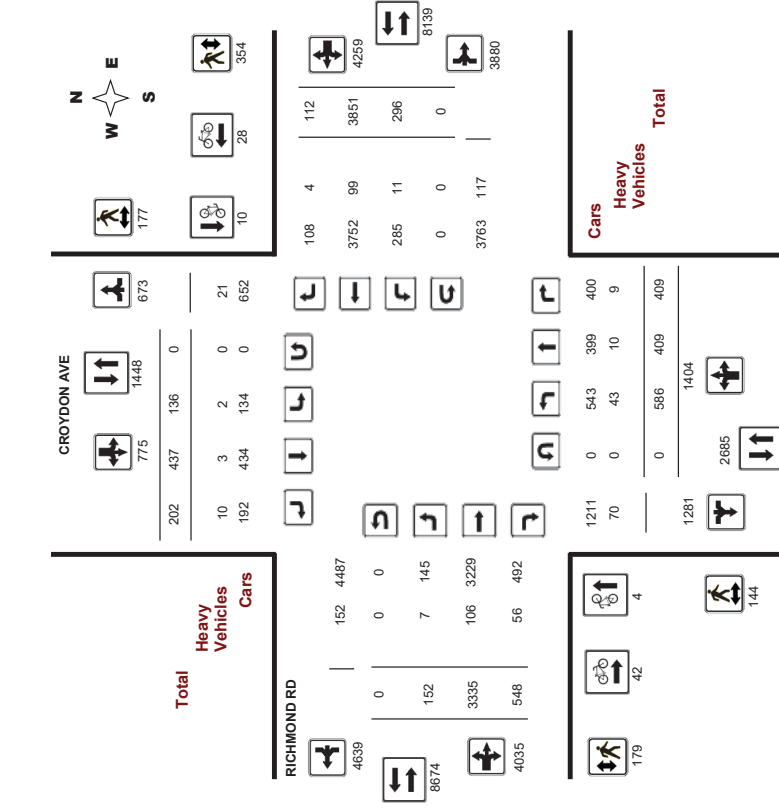 N
W E
S
354
28
10
177
CROYDON AVE
673
1448
775
202 437 136 0
10 3 2 0 21
192 434 134 0 652
Total
Heavy
Vehicles
Cars
8139
4259
3880
108 4 112
3752 99 3851
285 11 296
0 0 0
3763 117
Cars
Heavy
Vehicles
Total
RICHMOND RD
4639
8674
4035
152 4487
0 0 0
152 7 145
3335 106 3229
548 56 492
1211 0 543 399 400
70 0 43 10 9
0 586 409 409
1281
1404
2685
4
42
179
144